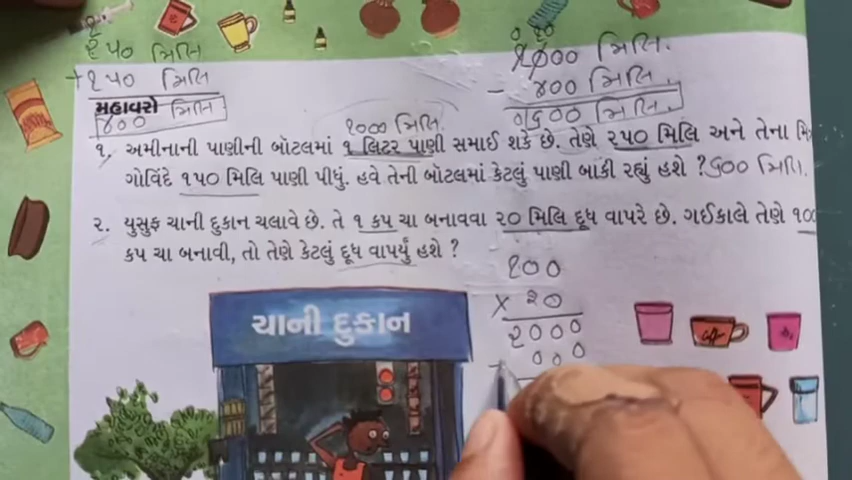 ૨૫૦ મિલિ
+૧૫૦ મિલિ
૪૦૦ મિલિ
૧૦૦૦ મિલિ.
- ૪૦૦ મિલિ.
૦૬૦૦ મિલિ.
મહાવરો
૧૦૦૦ મિલિ.
૧. અમીનાની પાણીની બૉટલમાં ૧ લિટર પાણી સમાઈ શકે છે. તેણે ૨૫૦ મિલિ અને તેના
ગોવિંદે ૧૫૦ મિલિ પાણી પીધું. હવે તેની બૉટલમાં કેટલું પાણી બાકી રહ્યું હશે ? ૬૦૦ મિલિ.
૨. યુસુફ ચાની દુકાન ચલાવે છે. તે ૧ કપ ચા બનાવવા ૨૦ મિલિ દૂધ વાપરે છે. ગઈકાલે તેણે ૧૦૦
કપ ચા બનાવી, તો તેણે કેટલું દૂધ વાપર્યું હશે ?
૧૦૦
X ૨૦
૨૦૦૦
૦૦૦
ચાની દુકાન